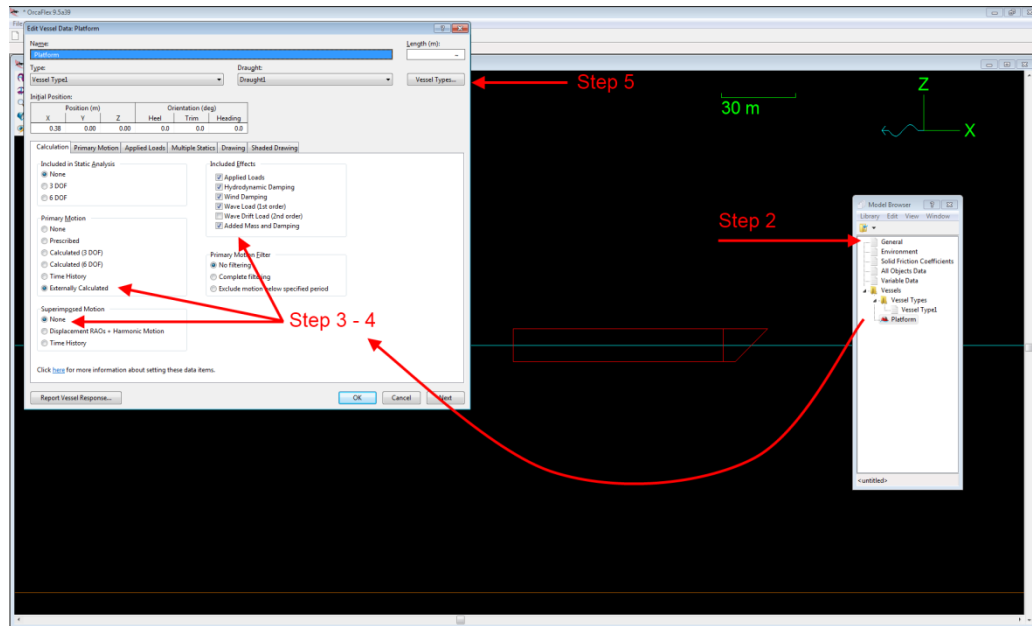 * OrcaFlex 9.5a39
File
Edit Vessel Data: Platform
Name:
Length (m):
Platform
~
Type:
Draught:
Vessel Type1
Draught1
Vessel Types...
Step 5
Initial Position:
Position (m)
Orientation (deg)
X
Y
Z
Heel
Trim
Heading
0.38
0.00
0.00
0.0
0.0
0.0
Calculation
Primary Motion
Applied Loads
Multiple Statics
Drawing
Shaded Drawing
Included in Static Analysis
None
3 DOF
6 DOF
Included Effects
Applied Loads
Hydrodynamic Damping
Wind Damping
Wave Load (1st order)
Wave Drift Load (2nd order)
Added Mass and Damping
Primary Motion
None
Prescribed
Calculated (3 DOF)
Calculated (6 DOF)
Time History
Externally Calculated
Primary Motion Filter
No filtering
Complete filtering
Exclude motion below specified period
Superimposed Motion
None
Displacement RAOs + Harmonic Motion
Time History
Step 3 - 4
Click here for more information about setting these data items.
Report Vessel Response...
OK
Cancel
Next
30 m
Z
X
Step 2
Model Browser
Library Edit View Window
General
Environment
Solid Friction Coefficients
All Objects Data
Variable Data
Vessels
Vessel Types
Vessel Type1
Platform
<untitled>